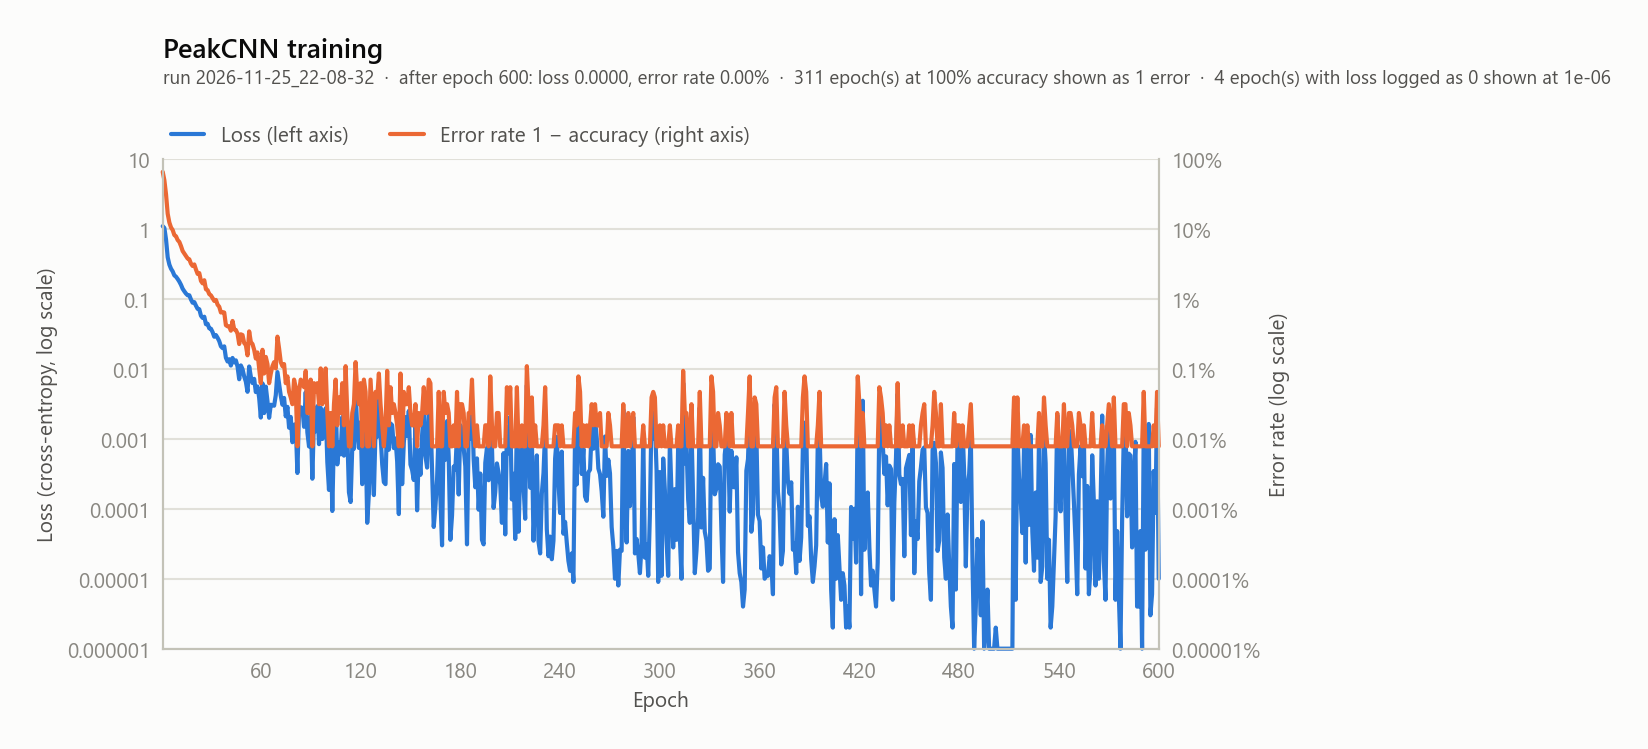 PeakCNN training
run 2026-11-25_22-08-32 · after epoch 600: loss 0.0000, error rate 0.00% · 311 epoch(s) at 100% accuracy shown as 1 error · 4 epoch(s) with loss logged as 0 shown at 1e-06
Loss (left axis)
Error rate 1 − accuracy (right axis)
Loss (cross-entropy, log scale)
10
1
0.1
0.01
0.001
0.0001
0.00001
0.000001
100%
10%
1%
0.1%
0.01%
0.001%
0.0001%
0.00001%
Error rate (log scale)
60 120 180 240 300 360 420 480 540 600
Epoch